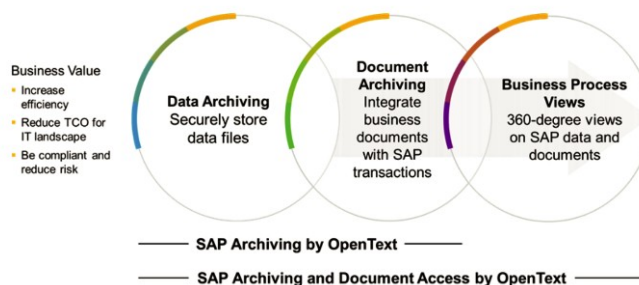 Business Value
Increase
efficiency
Reduce TCO for
IT landscape
Be compliant and
reduce risk
Data Archiving
Securely store
data files
Document
Archiving
Integrate
business
documents
with SAP
transactions
Business Process
Views
360-degree views
on SAP data and
documents
SAP Archiving by OpenText
SAP Archiving and Document Access by OpenText